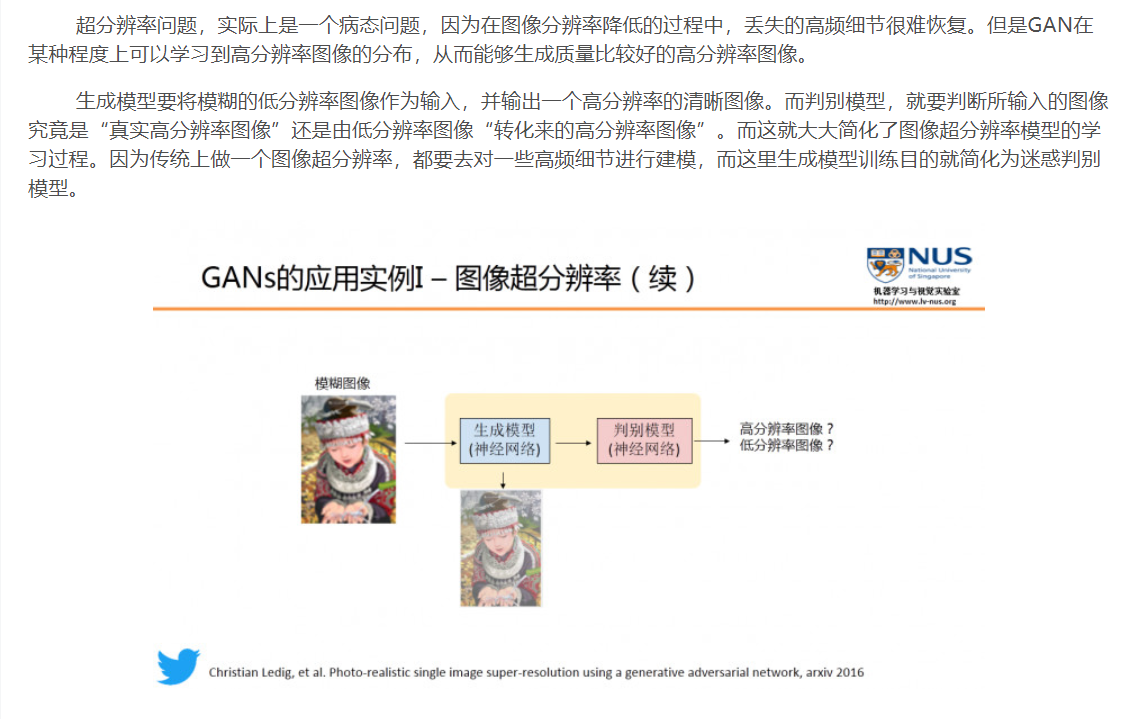 超分辨率问题，实际上是一个病态问题，因为在图像分辨率降低的过程中，丢失的高频细节很难恢复。但是GAN在
某种程度上可以学习到高分辨率图像的分布，从而能够生成质量比较好的高分辨率图像。
生成模型要将模糊的低分辨率图像作为输入，并输出一个高分辨率的清晰图像。而判别模型，就要判断所输入的图像
究竟是“真实高分辨率图像”还是由低分辨率图像“转化来的高分辨率图像”。而这就大大简化了图像超分辨率模型的学
习过程。因为传统上做一个图像超分辨率，都要去对一些高频细节进行建模，而这里生成模型训练目的就简化为迷惑判别
模型。
GANs的应用实例I – 图像超分辨率（续）
NUS
National University
of Singapore
机器学习与视觉实验室
http://www.lv-nus.org
模糊图像
生成模型
(神经网络)
判别模型
(神经网络)
高分辨率图像？
低分辨率图像？
Christian Ledig, et al. Photo-realistic single image super-resolution using a generative adversarial network, arxiv 2016